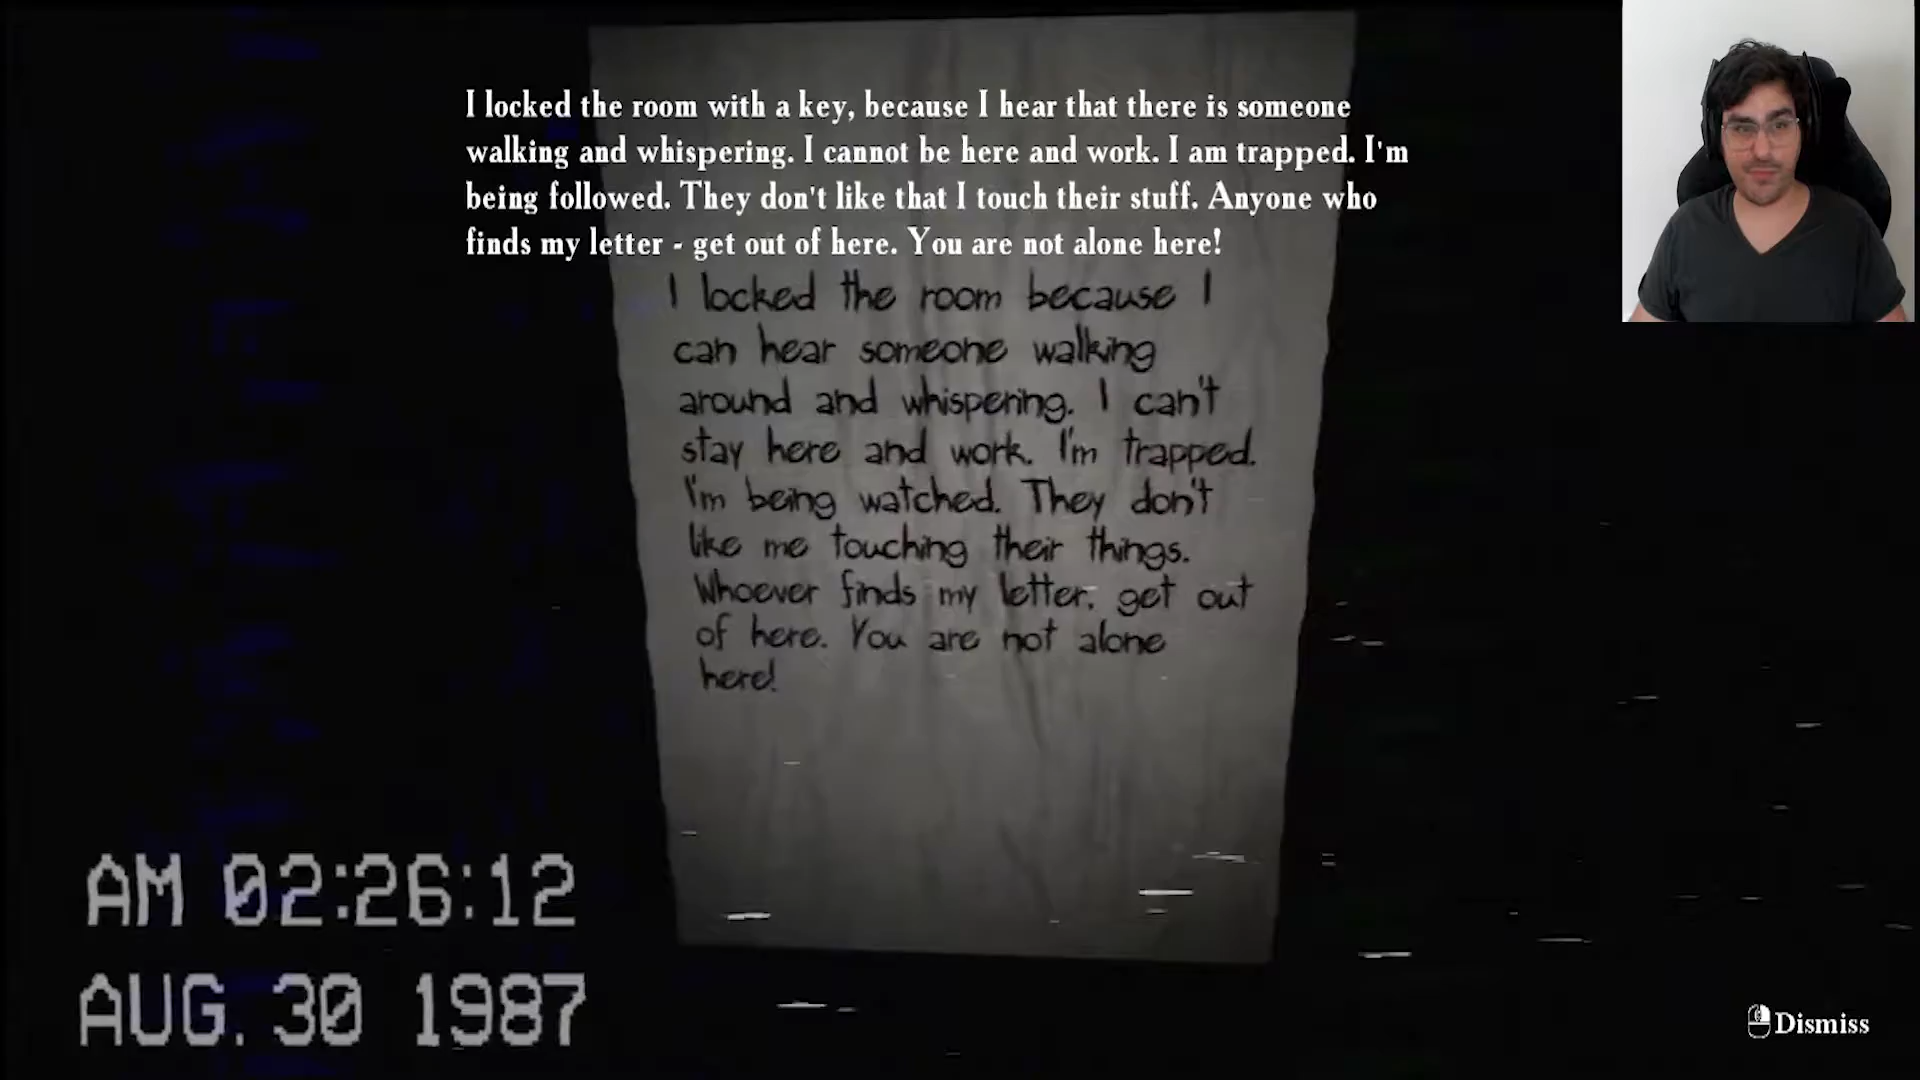 I locked the room with a key, because I hear that there is someone
walking and whispering. I cannot be here and work. I am trapped. I'm
being followed. They don't like that I touch their stuff. Anyone who
finds my letter - get out of here. You are not alone here!
I locked the room because I
can hear someone walking
around and whispering. I can't
stay here and work. I'm trapped.
I'm being watched. They don't
like me touching their things.
Whoever finds my letter, get out
of here. You are not alone
here!
AM 02:26:12
AUG. 30 1987
Dismiss